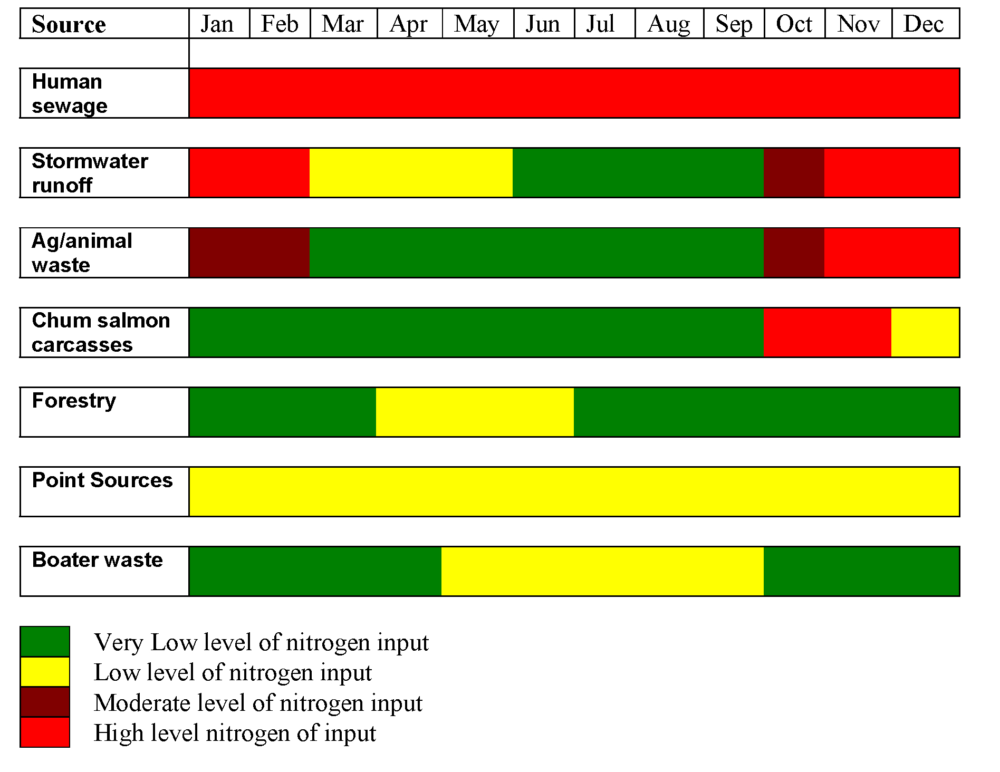 Source Jan Feb Mar Apr May Jun Jul Aug Sep Oct Nov Dec
Human
sewage
Stormwater
runoff
Ag/animal
waste
Chum salmon
carcasses
Forestry
Point Sources
Boater waste
Very Low level of nitrogen input
Low level of nitrogen input
Moderate level of nitrogen input
High level nitrogen of input